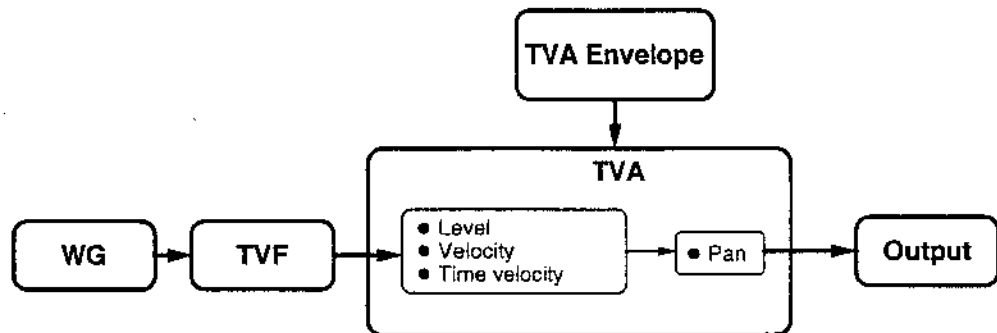 TVA Envelope
TVA
WG
TVF
● Level
● Velocity
● Time velocity
● Pan
Output